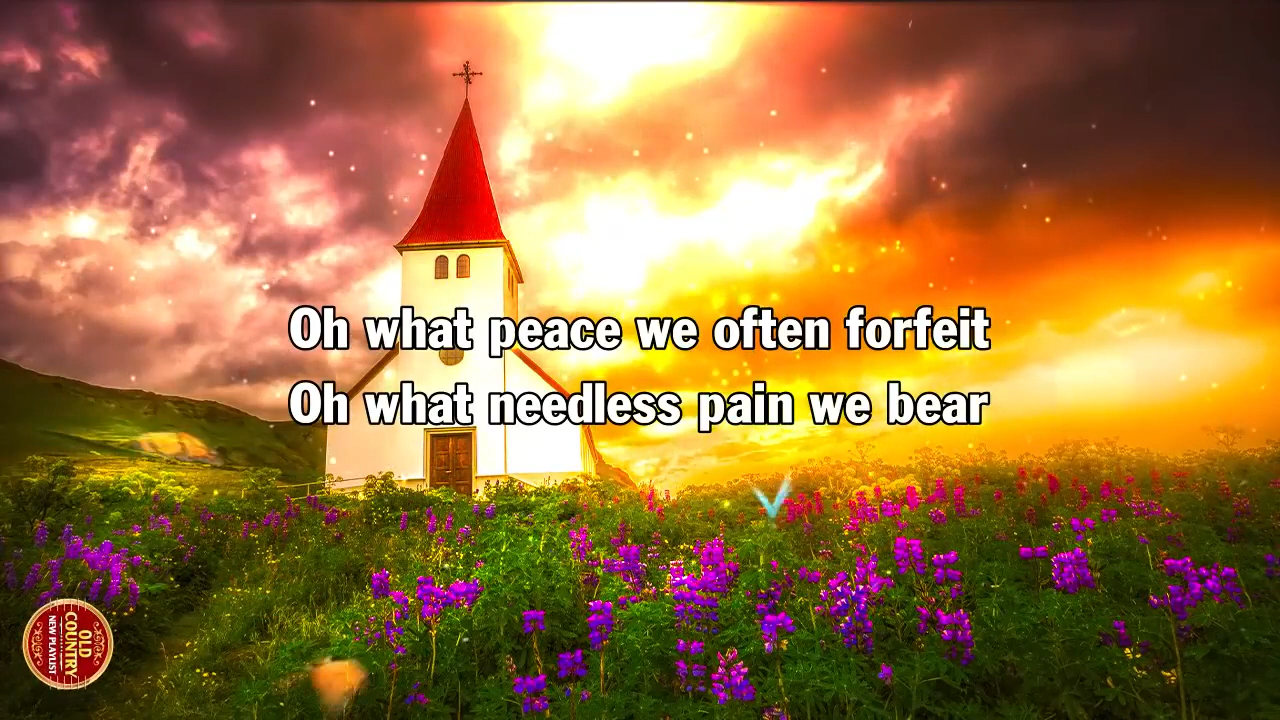 Oh what peace we often forfeit
Oh what needless pain we bear
OLD
COUNTRY
NEW PLAYLIST